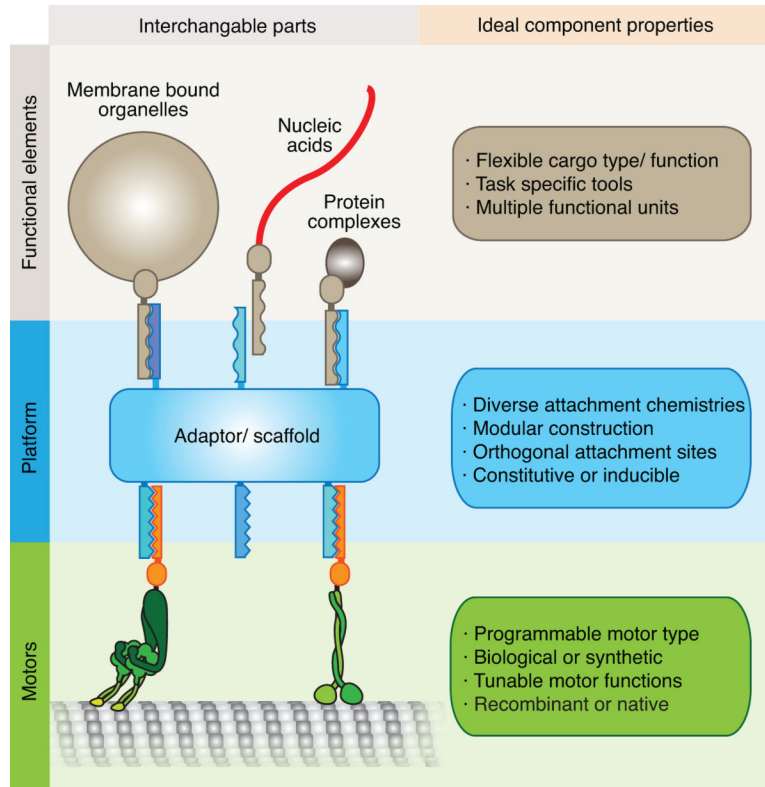 Interchangable parts
Ideal component properties
Functional elements
Membrane bound
organelles
Nucleic
acids
Protein
complexes
· Flexible cargo type/ function
· Task specific tools
· Multiple functional units
Platform
Adaptor/ scaffold
· Diverse attachment chemistries
· Modular construction
· Orthogonal attachment sites
· Constitutive or inducible
Motors
· Programmable motor type
· Biological or synthetic
· Tunable motor functions
· Recombinant or native